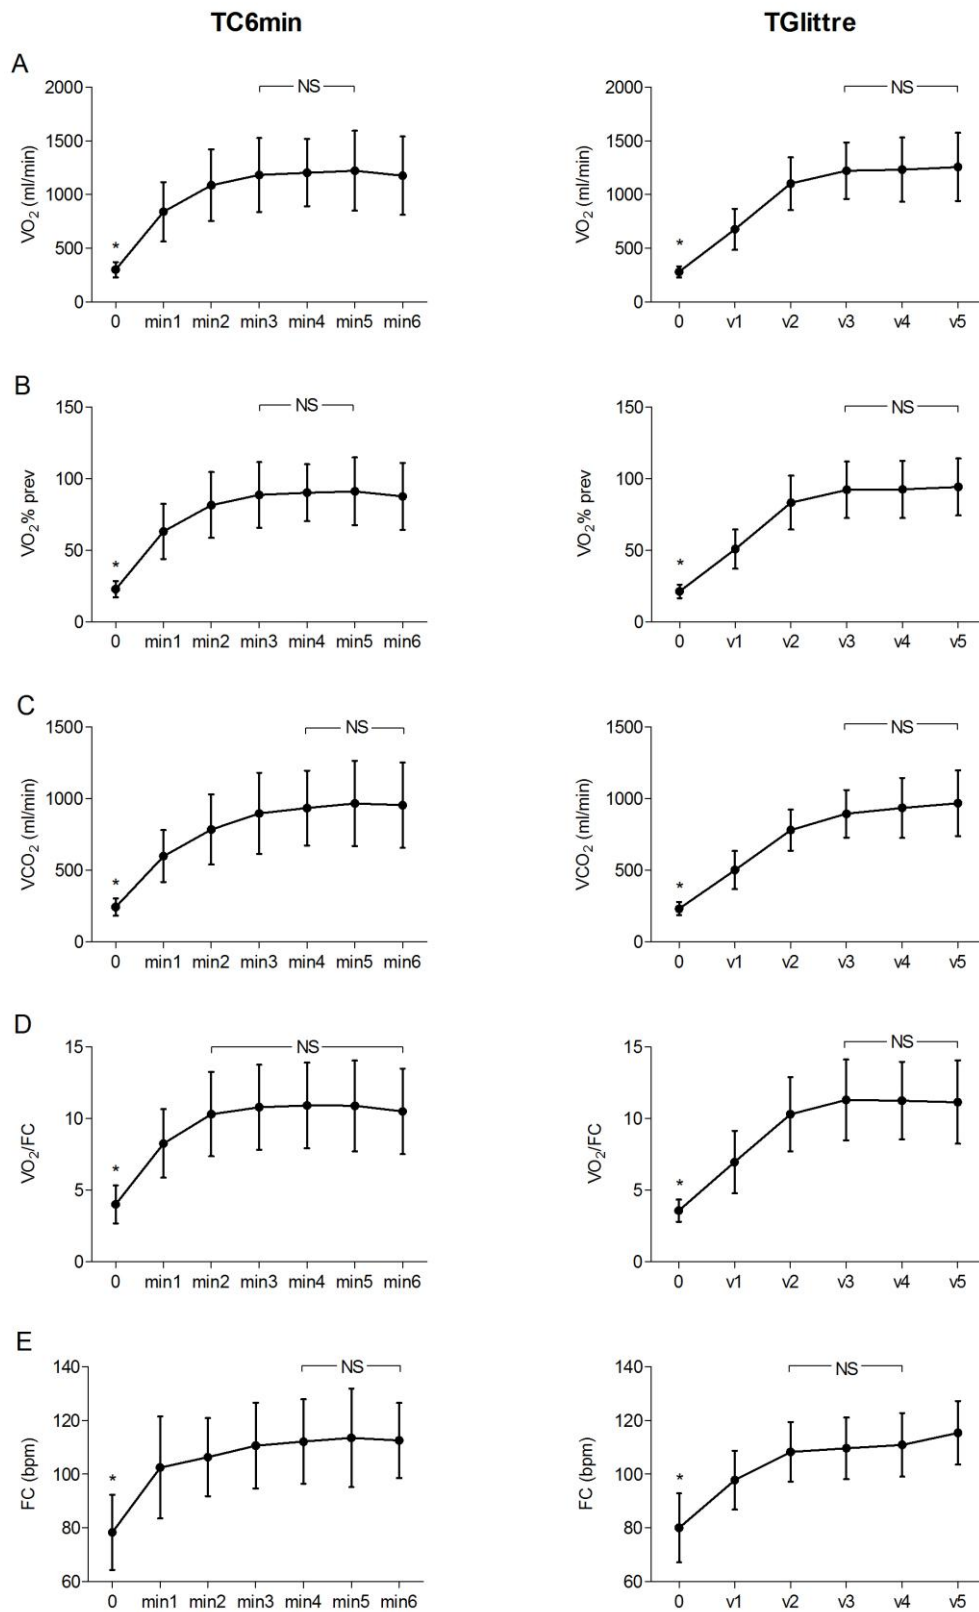 TC6min TGlittre
A
NS NS
2000 2000
1500 1500
1000 1000
500 500
0 0
VO₂ (ml/min) VO₂ (ml/min)
* *
0 min1 min2 min3 min4 min5 min6 0 v1 v2 v3 v4 v5
B
NS NS
150 150
100 100
50 50
0 0
VO₂% prev VO₂% prev
* *
0 min1 min2 min3 min4 min5 min6 0 v1 v2 v3 v4 v5
C
NS NS
1500 1500
1000 1000
500 500
0 0
VCO₂ (ml/min) VCO₂ (ml/min)
* *
0 min1 min2 min3 min4 min5 min6 0 v1 v2 v3 v4 v5
D
NS NS
15 15
10 10
5 5
0 0
VO₂/FC VO₂/FC
* *
0 min1 min2 min3 min4 min5 min6 0 v1 v2 v3 v4 v5
E
NS NS
140 140
120 120
100 100
80 80
60 60
FC (bpm) FC (bpm)
* *
0 min1 min2 min3 min4 min5 min6 0 v1 v2 v3 v4 v5